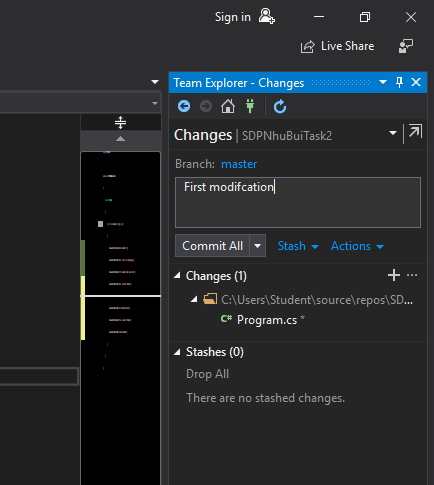 Sign in
Live Share
Team Explorer - Changes
Changes | SDPNhuBuiTask2
Branch: master
First modifcation
Commit All Stash Actions
Changes (1)
C:\Users\Student\source\repos\SD...
C# Program.cs *
Stashes (0)
Drop All
There are no stashed changes.